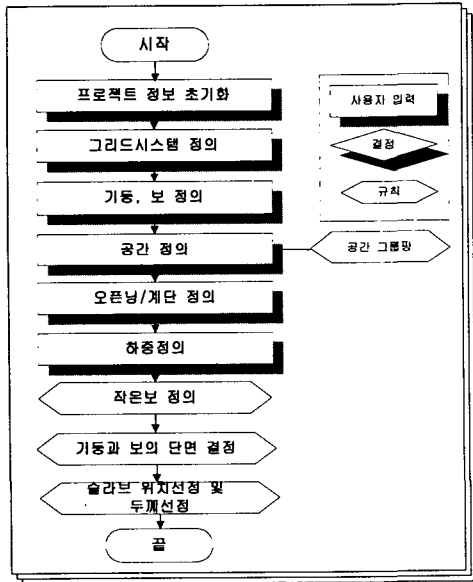 시작
프로젝트 정보 초기화
그리드시스템 정의
기둥, 보 정의
공간 정의
오픈닝/계단 정의
하중정의
작은보 정의
기둥과 보의 단면 결정
슬라브 위치선정 및
두께선정
끝
사용자 입력
결정
규칙
공간 그룹핑